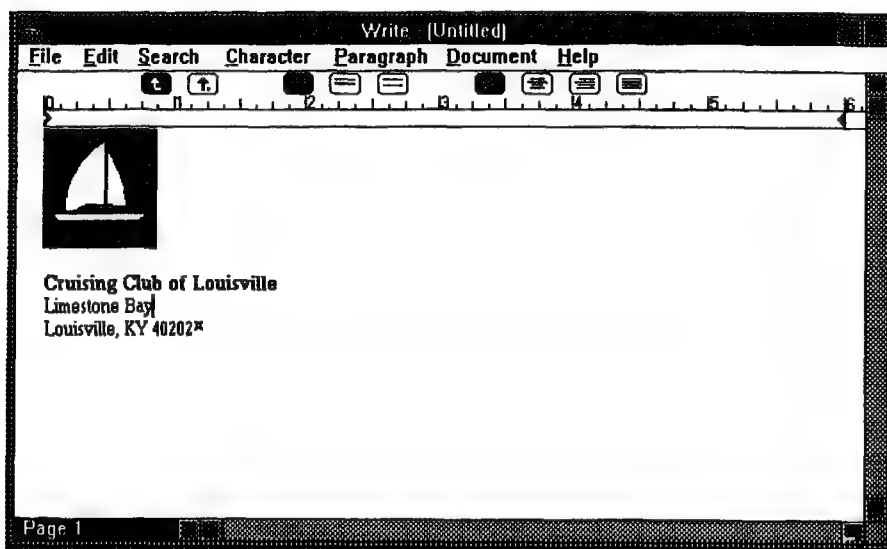 Write - (Untitled)
File Edit Search Character Paragraph Document Help
0 1 2 3 4 5 6
Cruising Club of Louisville
Limestone Bay
Louisville, KY 40202¤
Page 1